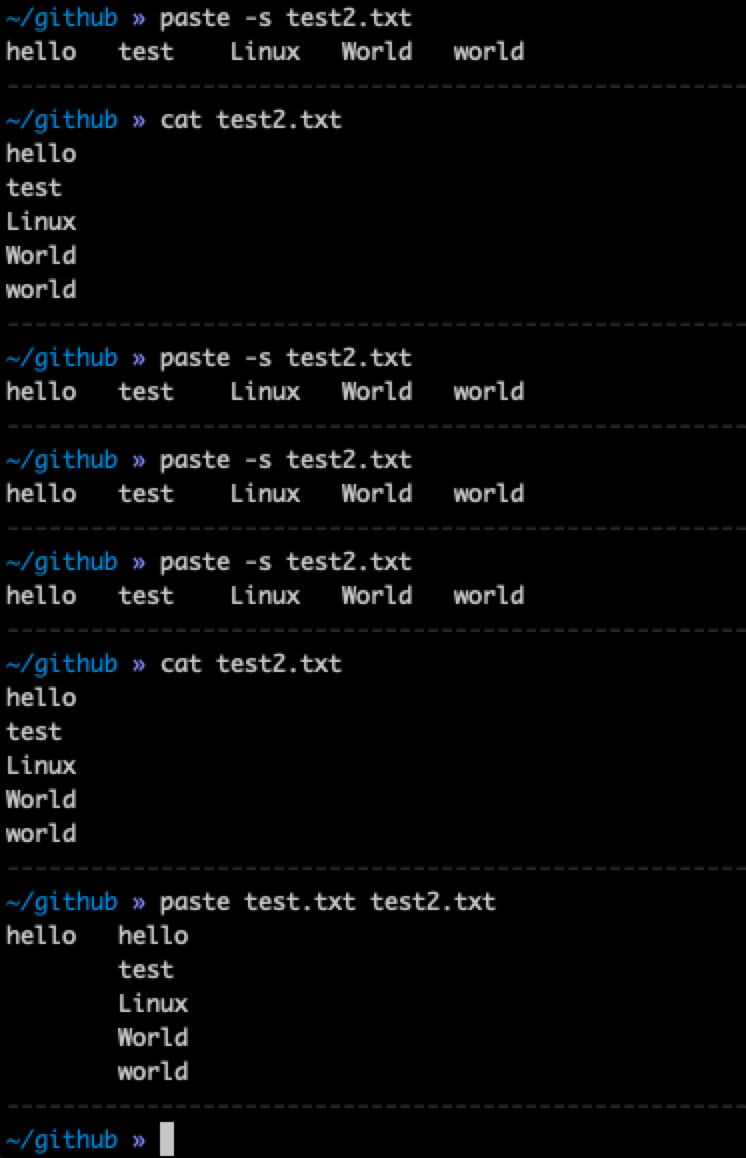 ~/github » paste -s test2.txt
hello   test    Linux   World   world
~/github » cat test2.txt
hello
test
Linux
World
world
~/github » paste -s test2.txt
hello   test    Linux   World   world
~/github » paste -s test2.txt
hello   test    Linux   World   world
~/github » paste -s test2.txt
hello   test    Linux   World   world
~/github » cat test2.txt
hello
test
Linux
World
world
~/github » paste test.txt test2.txt
hello   hello
        test
        Linux
        World
        world
~/github »